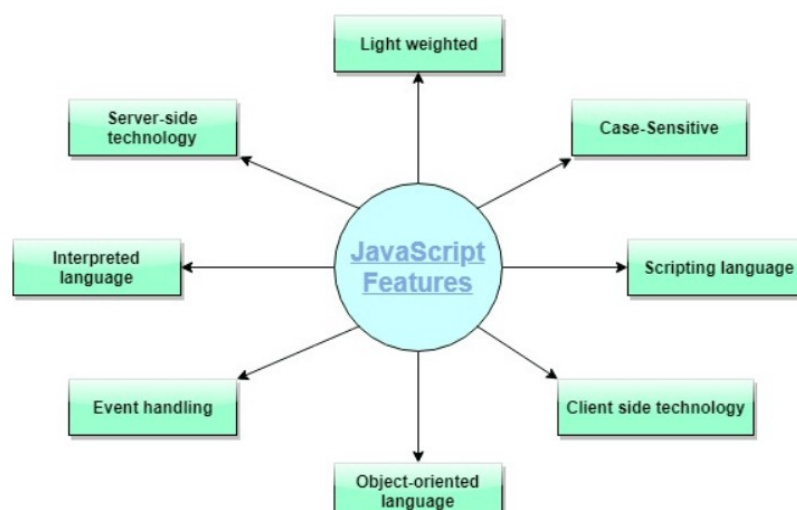 Light weighted
Server-side
technology
Case-Sensitive
Interpreted
language
JavaScript
Features
Scripting language
Event handling
Client side technology
Object-oriented
language